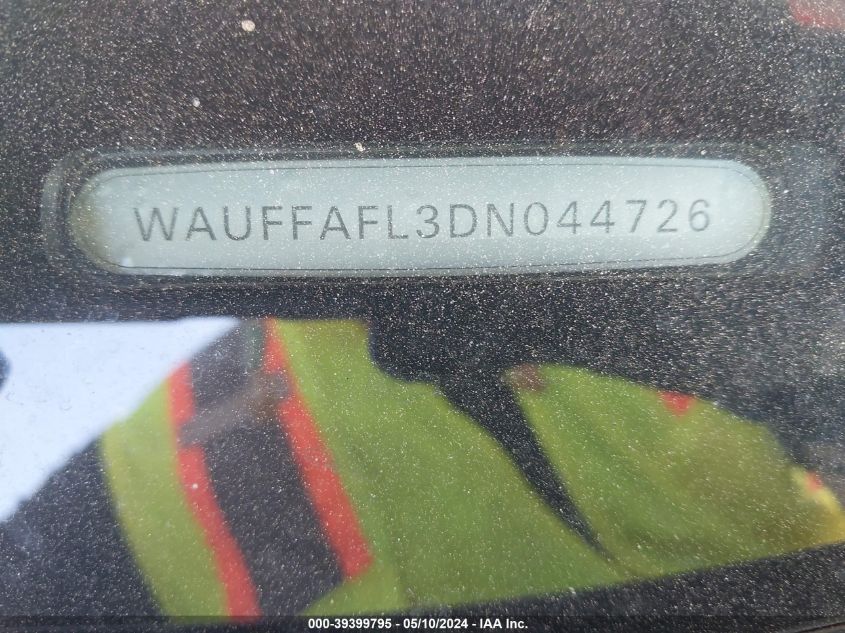 WAUFFAFL3DN044726
000-39399795 - 05/10/2024 - IAA Inc.